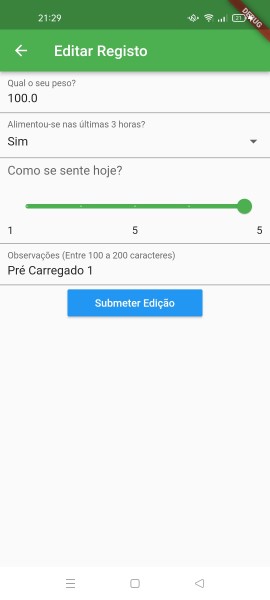 21:29
DEBUG
Editar Registo
Qual o seu peso?
100.0
Alimentou-se nas últimas 3 horas?
Sim
Como se sente hoje?
1 5 5
Observações (Entre 100 a 200 caracteres)
Pré Carregado 1
Submeter Edição